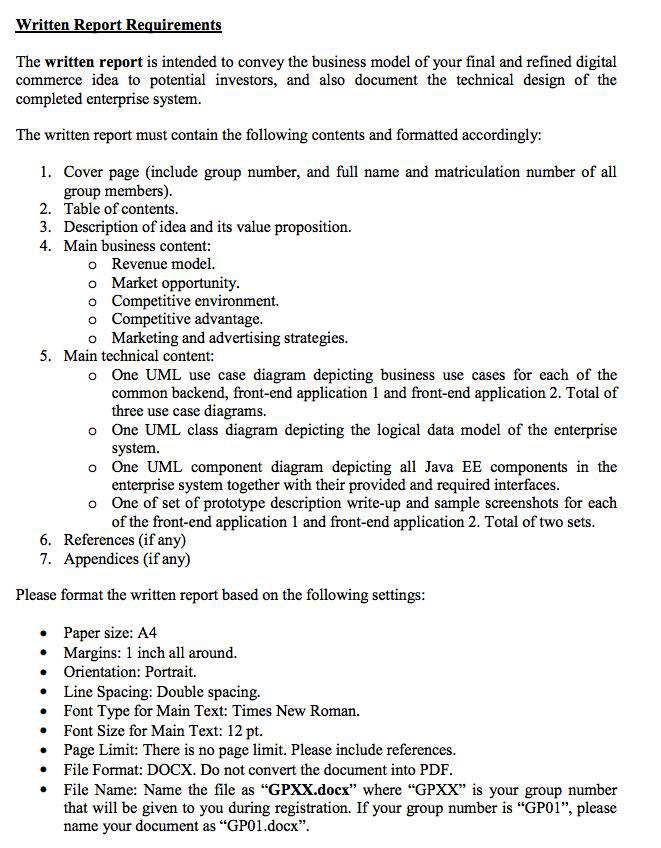 Written Report Requirements
The written report is intended to convey the business model of your final and refined digital
commerce idea to potential investors, and also document the technical design of the
completed enterprise system.
The written report must contain the following contents and formatted accordingly:
1. Cover page (include group number, and full name and matriculation number of all
group members).
2. Table of contents.
3. Description of idea and its value proposition.
4. Main business content:
o Revenue model.
o Market opportunity.
o Competitive environment.
o Competitive advantage.
o Marketing and advertising strategies.
5. Main technical content:
o One UML use case diagram depicting business use cases for each of the
common backend, front-end application 1 and front-end application 2. Total of
three use case diagrams.
o One UML class diagram depicting the logical data model of the enterprise
system.
o One UML component diagram depicting all Java EE components in the
enterprise system together with their provided and required interfaces.
o One of set of prototype description write-up and sample screenshots for each
of the front-end application 1 and front-end application 2. Total of two sets.
6. References (if any)
7. Appendices (if any)
Please format the written report based on the following settings:
• Paper size: A4
• Margins: 1 inch all around.
• Orientation: Portrait.
• Line Spacing: Double spacing.
• Font Type for Main Text: Times New Roman.
• Font Size for Main Text: 12 pt.
• Page Limit: There is no page limit. Please include references.
• File Format: DOCX. Do not convert the document into PDF.
• File Name: Name the file as “GPXX.docx” where “GPXX” is your group number
that will be given to you during registration. If your group number is “GP01”, please
name your document as “GP01.docx”.